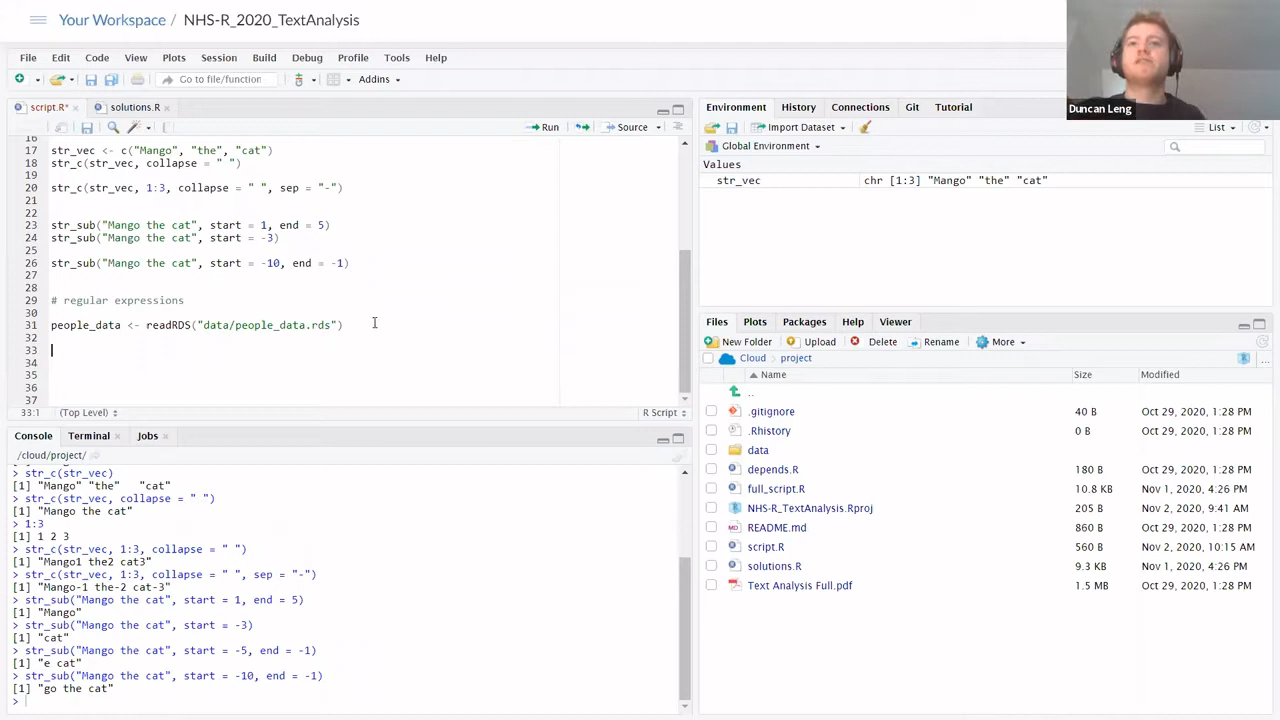 Your Workspace / NHS-R_2020_TextAnalysis
File Edit Code View Plots Session Build Debug Profile Tools Help
Go to file/function Addins
Duncan Leng
script.R* × solutions.R ×
Run Source
16
17 str_vec <- c("Mango", "the", "cat")
18 str_c(str_vec, collapse = " ")
19
20 str_c(str_vec, 1:3, collapse = " ", sep = "-")
21
22
23 str_sub("Mango the cat", start = 1, end = 5)
24 str_sub("Mango the cat", start = -3)
25
26 str_sub("Mango the cat", start = -10, end = -1)
27
28
29 # regular expressions
30
31 people_data <- readRDS("data/people_data.rds")
32
33
34
35
36
37
33:1 (Top Level) R Script
Console Terminal × Jobs ×
/cloud/project/
> str_c(str_vec)
[1] "Mango" "the"   "cat"
> str_c(str_vec, collapse = " ")
[1] "Mango the cat"
> 1:3
[1] 1 2 3
> str_c(str_vec, 1:3, collapse = " ")
[1] "Mango1 the2 cat3"
> str_c(str_vec, 1:3, collapse = " ", sep = "-")
[1] "Mango-1 the-2 cat-3"
> str_sub("Mango the cat", start = 1, end = 5)
[1] "Mango"
> str_sub("Mango the cat", start = -3)
[1] "cat"
> str_sub("Mango the cat", start = -5, end = -1)
[1] "e cat"
> str_sub("Mango the cat", start = -10, end = -1)
[1] "go the cat"
>
Environment History Connections Git Tutorial
Import Dataset List
Global Environment
Values
str_vec chr [1:3] "Mango" "the" "cat"
Files Plots Packages Help Viewer
New Folder Upload Delete Rename More
Cloud > project ...
Name Size Modified
..
.gitignore 40 B Oct 29, 2020, 1:28 PM
.Rhistory 0 B Oct 29, 2020, 1:28 PM
data
depends.R 180 B Oct 29, 2020, 1:28 PM
full_script.R 10.8 KB Nov 1, 2020, 4:26 PM
NHS-R_TextAnalysis.Rproj 205 B Nov 2, 2020, 9:41 AM
README.md 860 B Oct 29, 2020, 1:28 PM
script.R 560 B Nov 2, 2020, 10:15 AM
solutions.R 9.3 KB Nov 1, 2020, 4:26 PM
Text Analysis Full.pdf 1.5 MB Oct 29, 2020, 1:28 PM